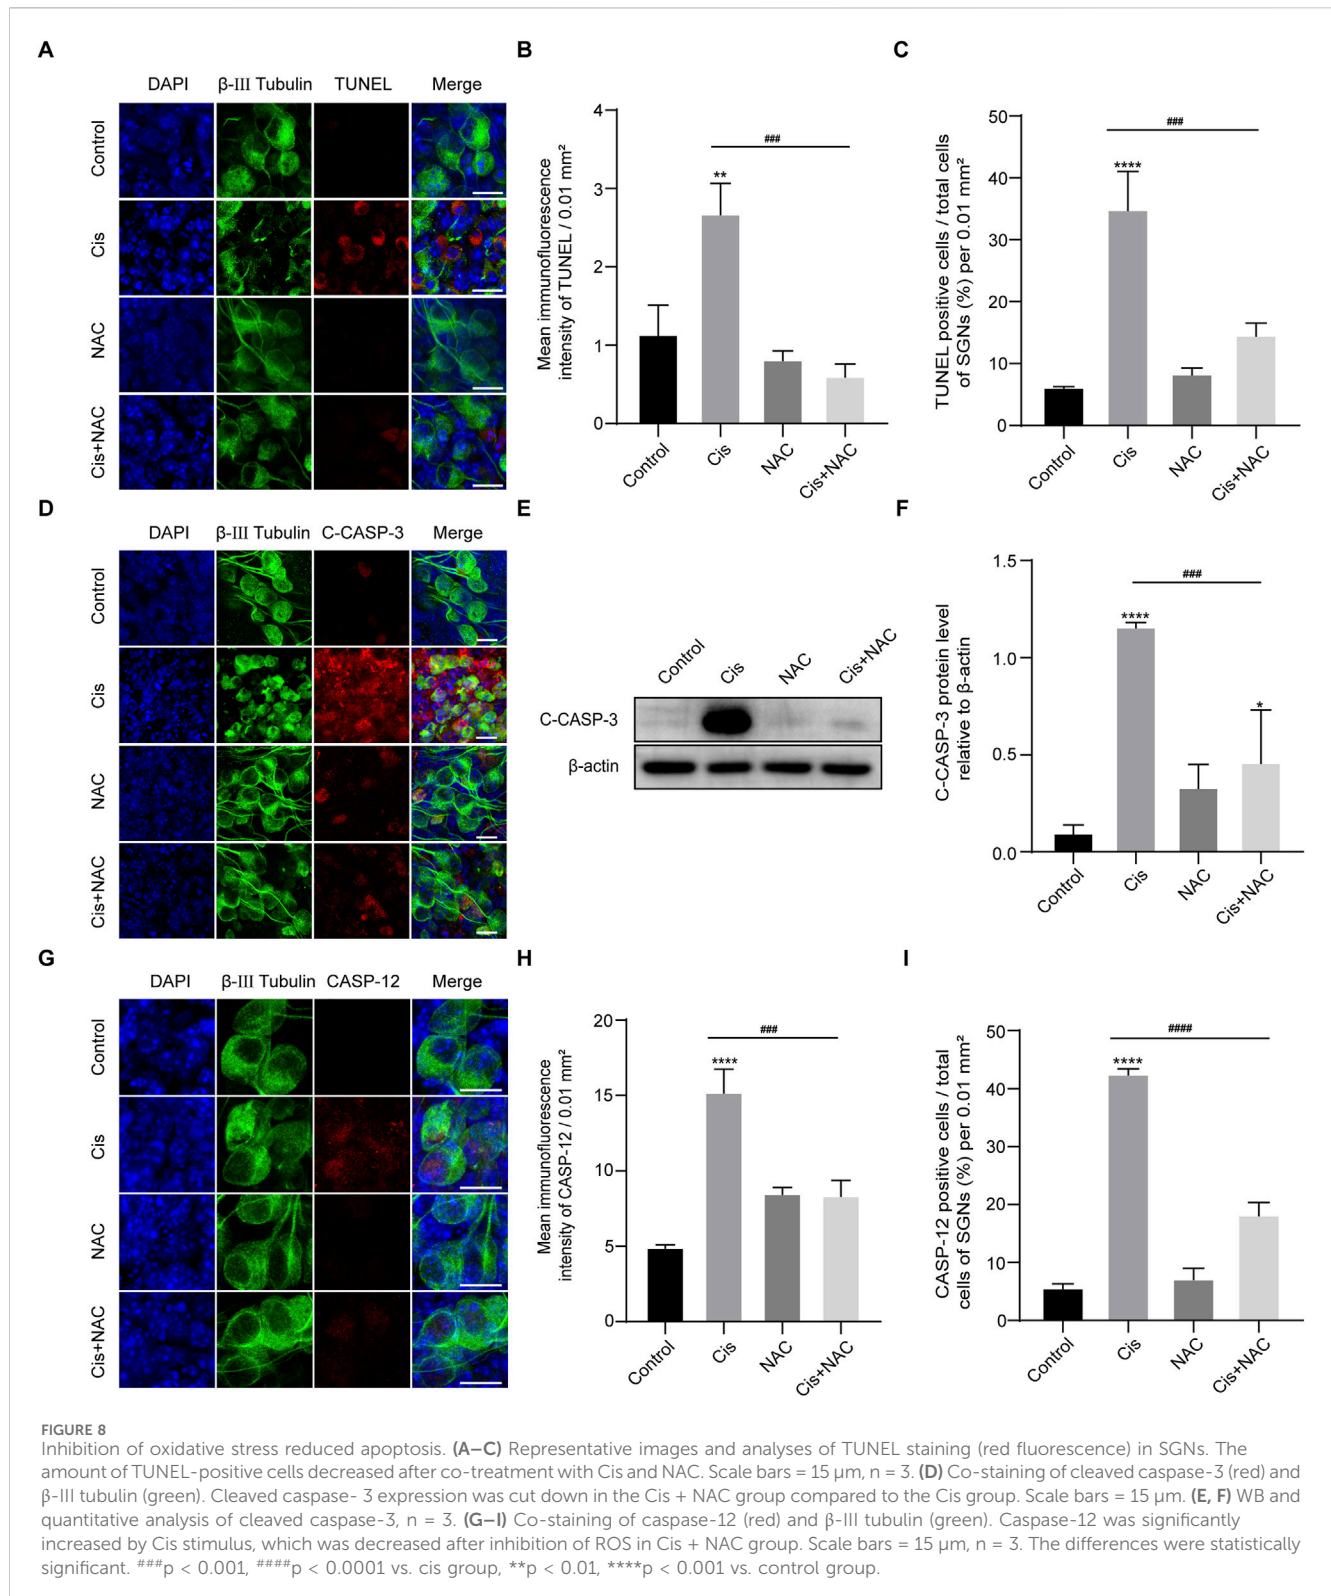 A
DAPI β-III Tubulin TUNEL Merge
Control
Cis
NAC
Cis+NAC
B
Mean immunofluorescence
intensity of TUNEL / 0.01 mm²
4
3
2
1
0
###
**
Control
Cis
NAC
Cis+NAC
C
TUNEL positive cells / total cells
of SGNs (%) per 0.01 mm²
50
40
30
20
10
0
###
****
Control
Cis
NAC
Cis+NAC
D
DAPI β-III Tubulin C-CASP-3 Merge
Control
Cis
NAC
Cis+NAC
E
Control
Cis
NAC
Cis+NAC
C-CASP-3
β-actin
F
C-CASP-3 protein level
relative to β-actin
1.5
1.0
0.5
0.0
###
****
*
Control
Cis
NAC
Cis+NAC
G
DAPI β-III Tubulin CASP-12 Merge
Control
Cis
NAC
Cis+NAC
H
Mean immunofluorescence
intensity of CASP-12 / 0.01 mm²
20
15
10
5
0
###
****
Control
Cis
NAC
Cis+NAC
I
CASP-12 positive cells / total
cells of SGNs (%) per 0.01 mm²
50
40
30
20
10
0
####
****
Control
Cis
NAC
Cis+NAC
FIGURE 8
Inhibition of oxidative stress reduced apoptosis. (A–C) Representative images and analyses of TUNEL staining (red fluorescence) in SGNs. The
amount of TUNEL-positive cells decreased after co-treatment with Cis and NAC. Scale bars = 15 μm, n = 3. (D) Co-staining of cleaved caspase-3 (red) and
β-III tubulin (green). Cleaved caspase- 3 expression was cut down in the Cis + NAC group compared to the Cis group. Scale bars = 15 μm. (E, F) WB and
quantitative analysis of cleaved caspase-3, n = 3. (G–I) Co-staining of caspase-12 (red) and β-III tubulin (green). Caspase-12 was significantly
increased by Cis stimulus, which was decreased after inhibition of ROS in Cis + NAC group. Scale bars = 15 μm, n = 3. The differences were statistically
significant. ###p < 0.001, ####p < 0.0001 vs. cis group, **p < 0.01, ****p < 0.001 vs. control group.